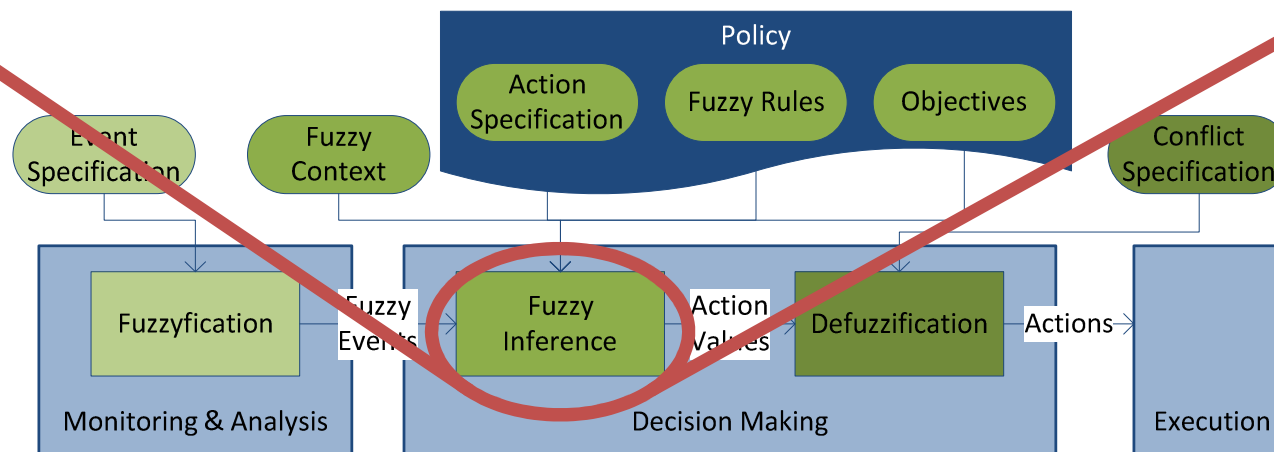 Policy
Action
Specification
Fuzzy Rules
Objectives
Event
Specification
Fuzzy
Context
Conflict
Specification
Fuzzyfication
Fuzzy
Events
Fuzzy
Inference
Action
Values
Defuzzification
Actions
Monitoring & Analysis
Decision Making
Execution